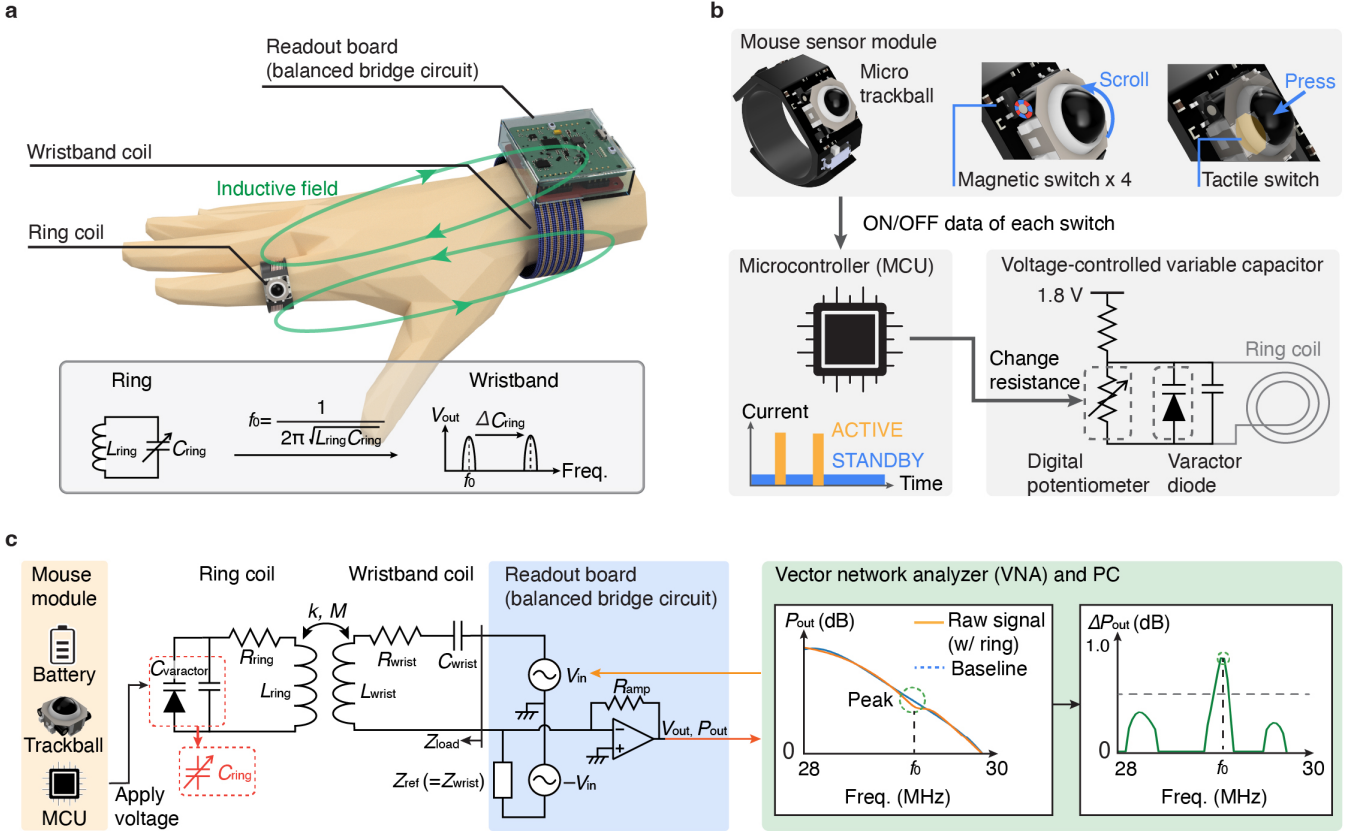 a
Readout board
(balanced bridge circuit)
Wristband coil
Inductive field
Ring coil
Ring
Wristband
Lring
Cring
f0= 1 / 2π√LringCring
Vout
ΔCring
f0
Freq.
b
Mouse sensor module
Micro
trackball
Scroll
Press
Magnetic switch x 4
Tactile switch
ON/OFF data of each switch
Microcontroller (MCU)
Current
ACTIVE
STANDBY
Time
Voltage-controlled variable capacitor
1.8 V
Ring coil
Change
resistance
Digital
potentiometer
Varactor
diode
c
Mouse
module
Battery
Trackball
MCU
Apply
voltage
Ring coil
Wristband coil
k, M
Cvaractor
Rring
Lring
Cring
Rwrist
Lwrist
Cwrist
Zload
Zref (=Zwrist)
Readout board
(balanced bridge circuit)
Vin
Ramp
−
+
Vout, Pout
−Vin
Vector network analyzer (VNA) and PC
Pout (dB)
Raw signal
(w/ ring)
Baseline
Peak
0
28
f0
30
Freq. (MHz)
ΔPout (dB)
1.0
0
28
f0
30
Freq. (MHz)